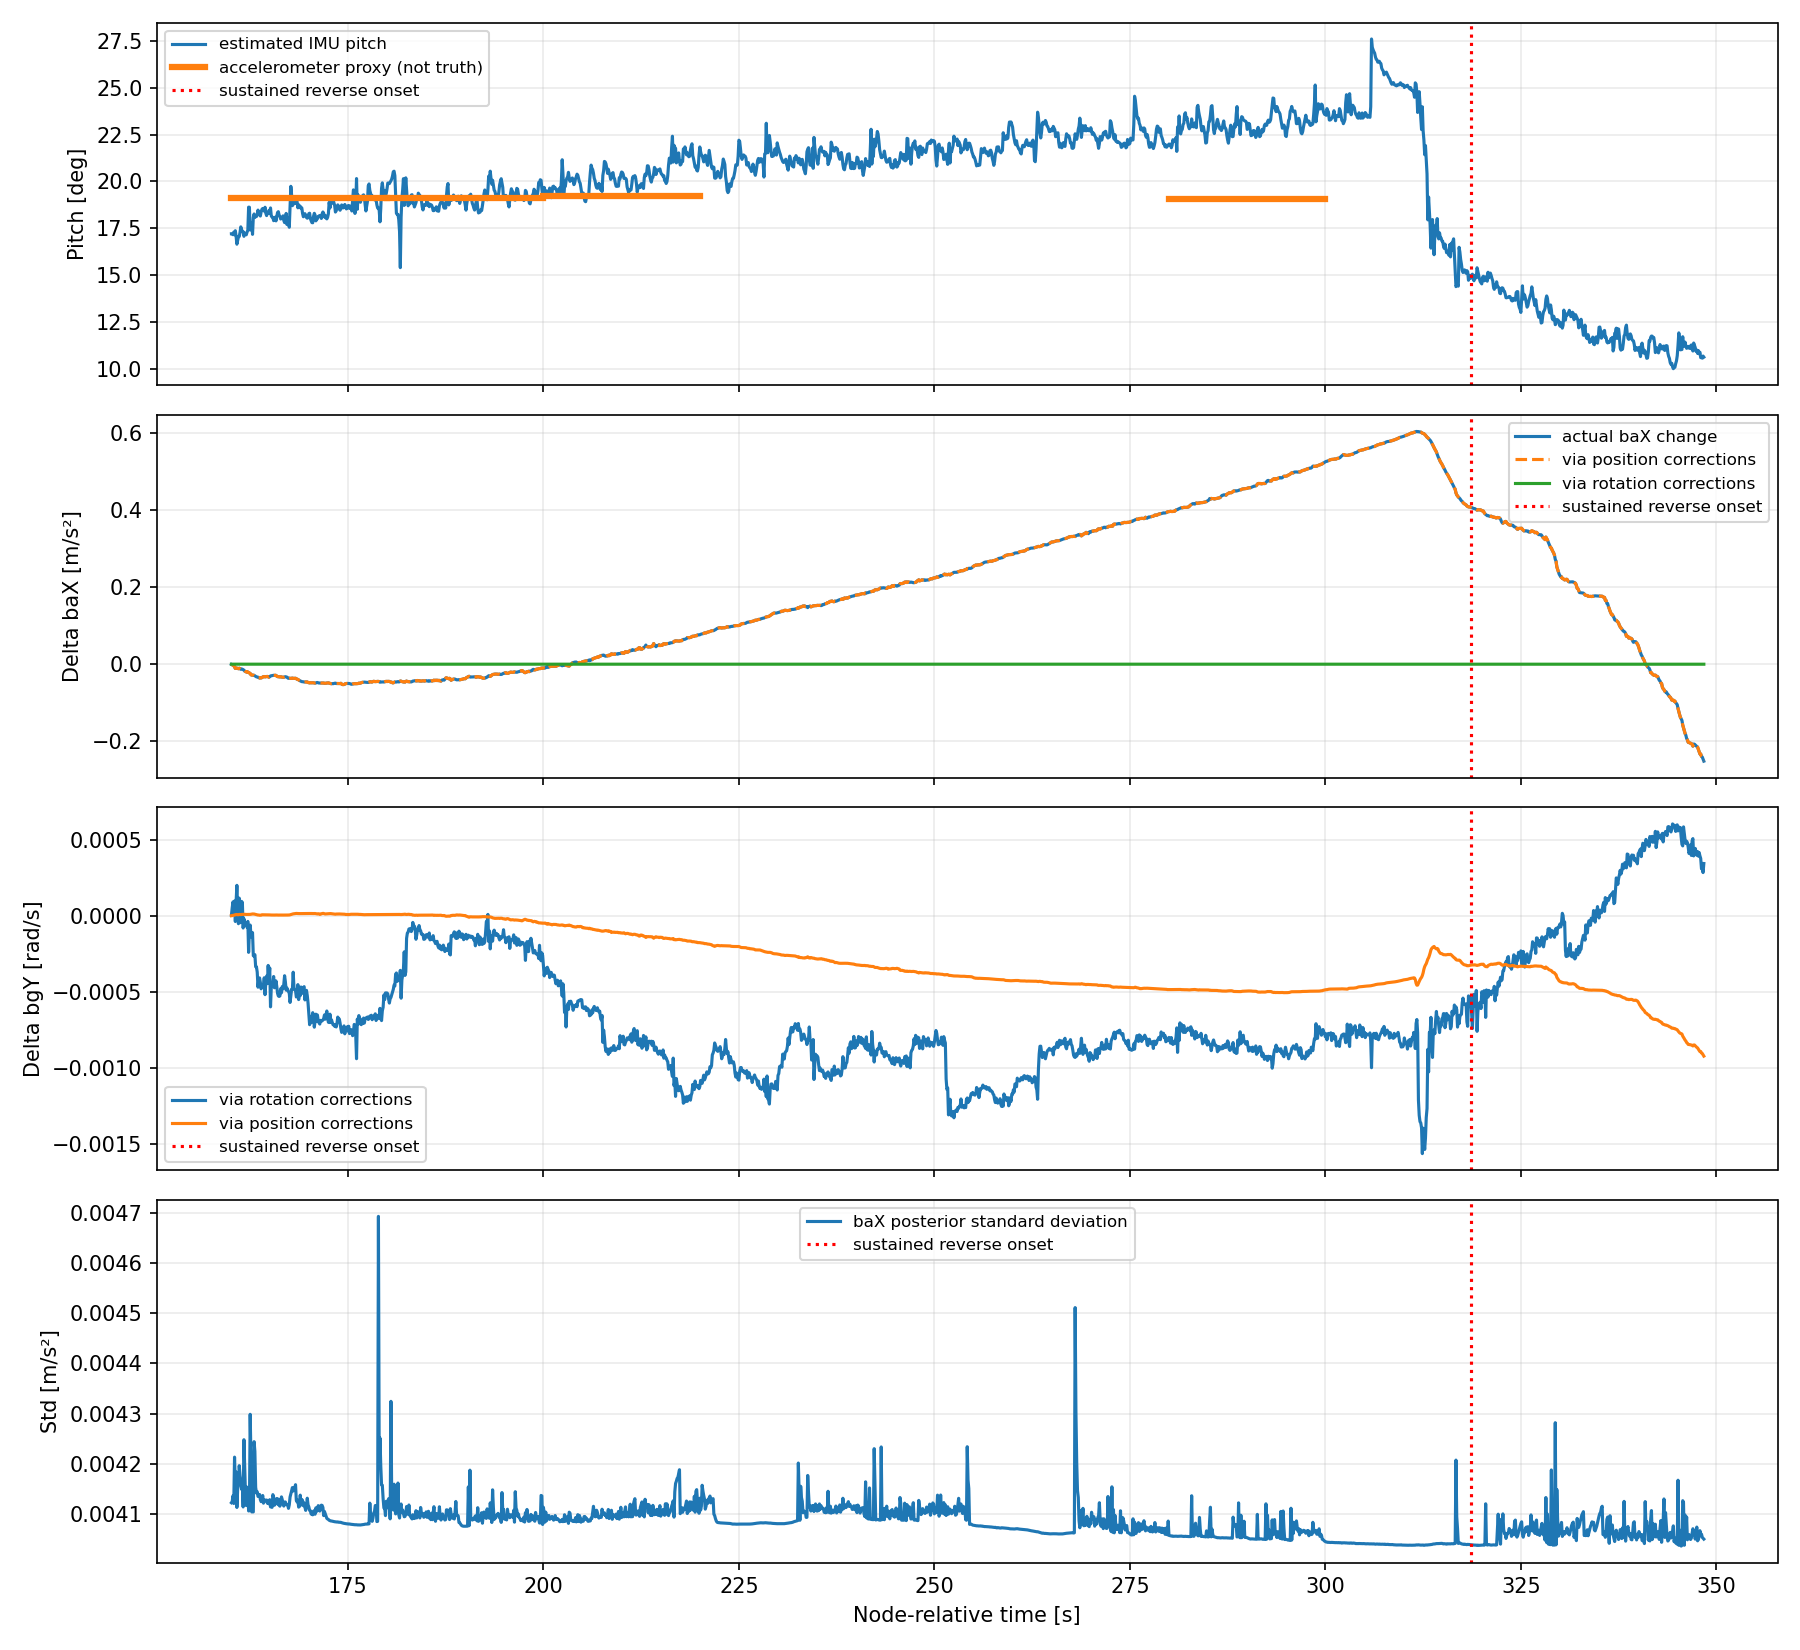 27.5
25.0
22.5
20.0
17.5
15.0
12.5
10.0
Pitch [deg]
estimated IMU pitch
accelerometer proxy (not truth)
sustained reverse onset
0.6
0.4
0.2
0.0
−0.2
Delta baX [m/s²]
actual baX change
via position corrections
via rotation corrections
sustained reverse onset
0.0005
0.0000
−0.0005
−0.0010
−0.0015
Delta bgY [rad/s]
via rotation corrections
via position corrections
sustained reverse onset
0.0047
0.0046
0.0045
0.0044
0.0043
0.0042
0.0041
Std [m/s²]
baX posterior standard deviation
sustained reverse onset
175 200 225 250 275 300 325 350
Node-relative time [s]